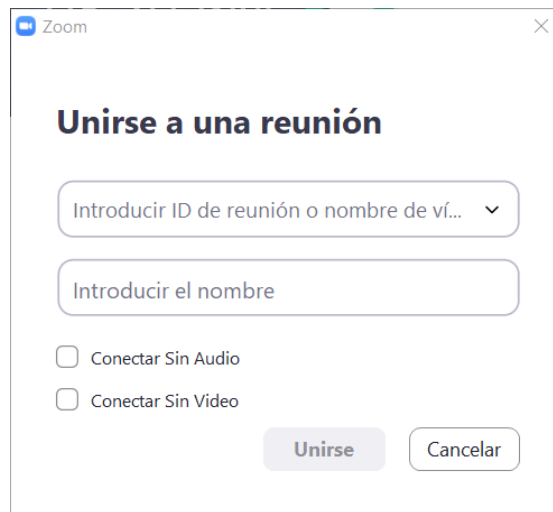 Zoom
Unirse a una reunión
Introducir ID de reunión o nombre de ví...
Introducir el nombre
Conectar Sin Audio
Conectar Sin Video
Unirse Cancelar